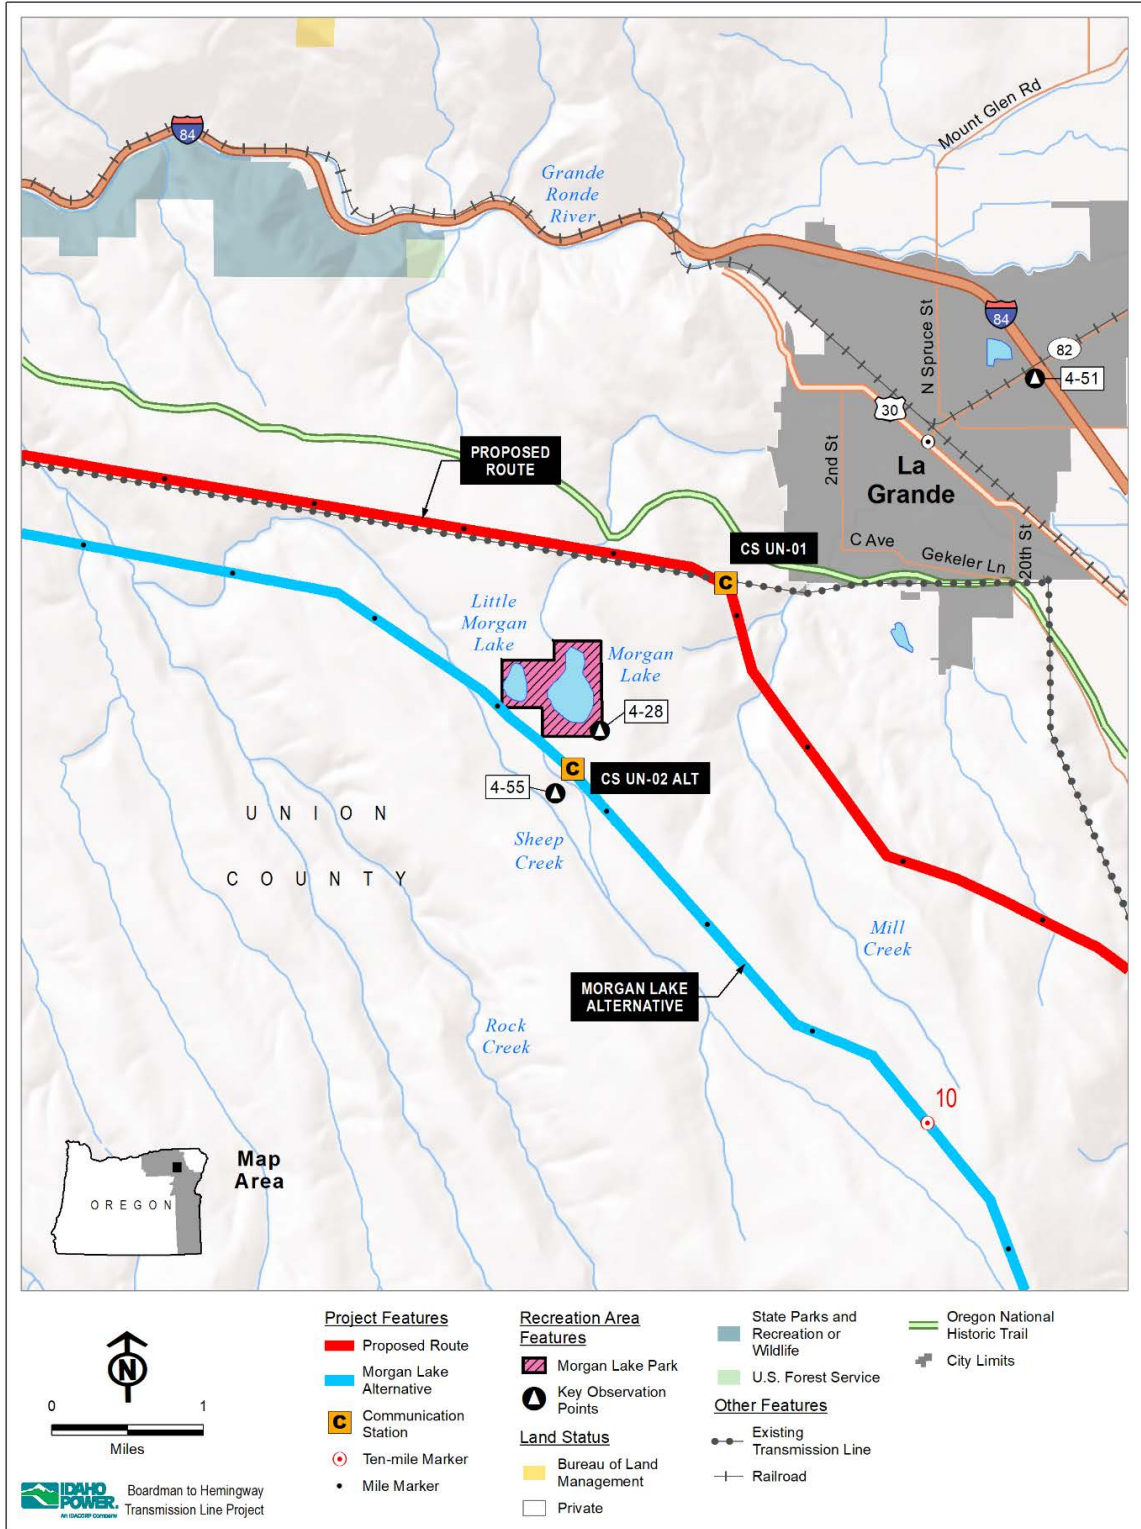 84
Mount Glen Rd
Grande
Ronde
River
N Spruce St
84
82
4-51
30
PROPOSED
ROUTE
2nd St
La
Grande
CS UN-01
C Ave
Gekeler Ln
20th St
C
Little
Morgan
Lake
Morgan
Lake
4-28
C
CS UN-02 ALT
4-55
UNION
COUNTY
Sheep
Creek
Mill
Creek
MORGAN LAKE
ALTERNATIVE
Rock
Creek
10
Map
Area
OREGON
N
0 1
Miles
IDAHO
POWER.
An IDACORP Company
Boardman to Hemingway
Transmission Line Project
Project Features
Proposed Route
Morgan Lake
Alternative
C
Communication
Station
Ten-mile Marker
Mile Marker
Recreation Area
Features
Morgan Lake Park
Key Observation
Points
Land Status
Bureau of Land
Management
Private
State Parks and
Recreation or
Wildlife
U.S. Forest Service
Other Features
Existing
Transmission Line
Railroad
Oregon National
Historic Trail
City Limits